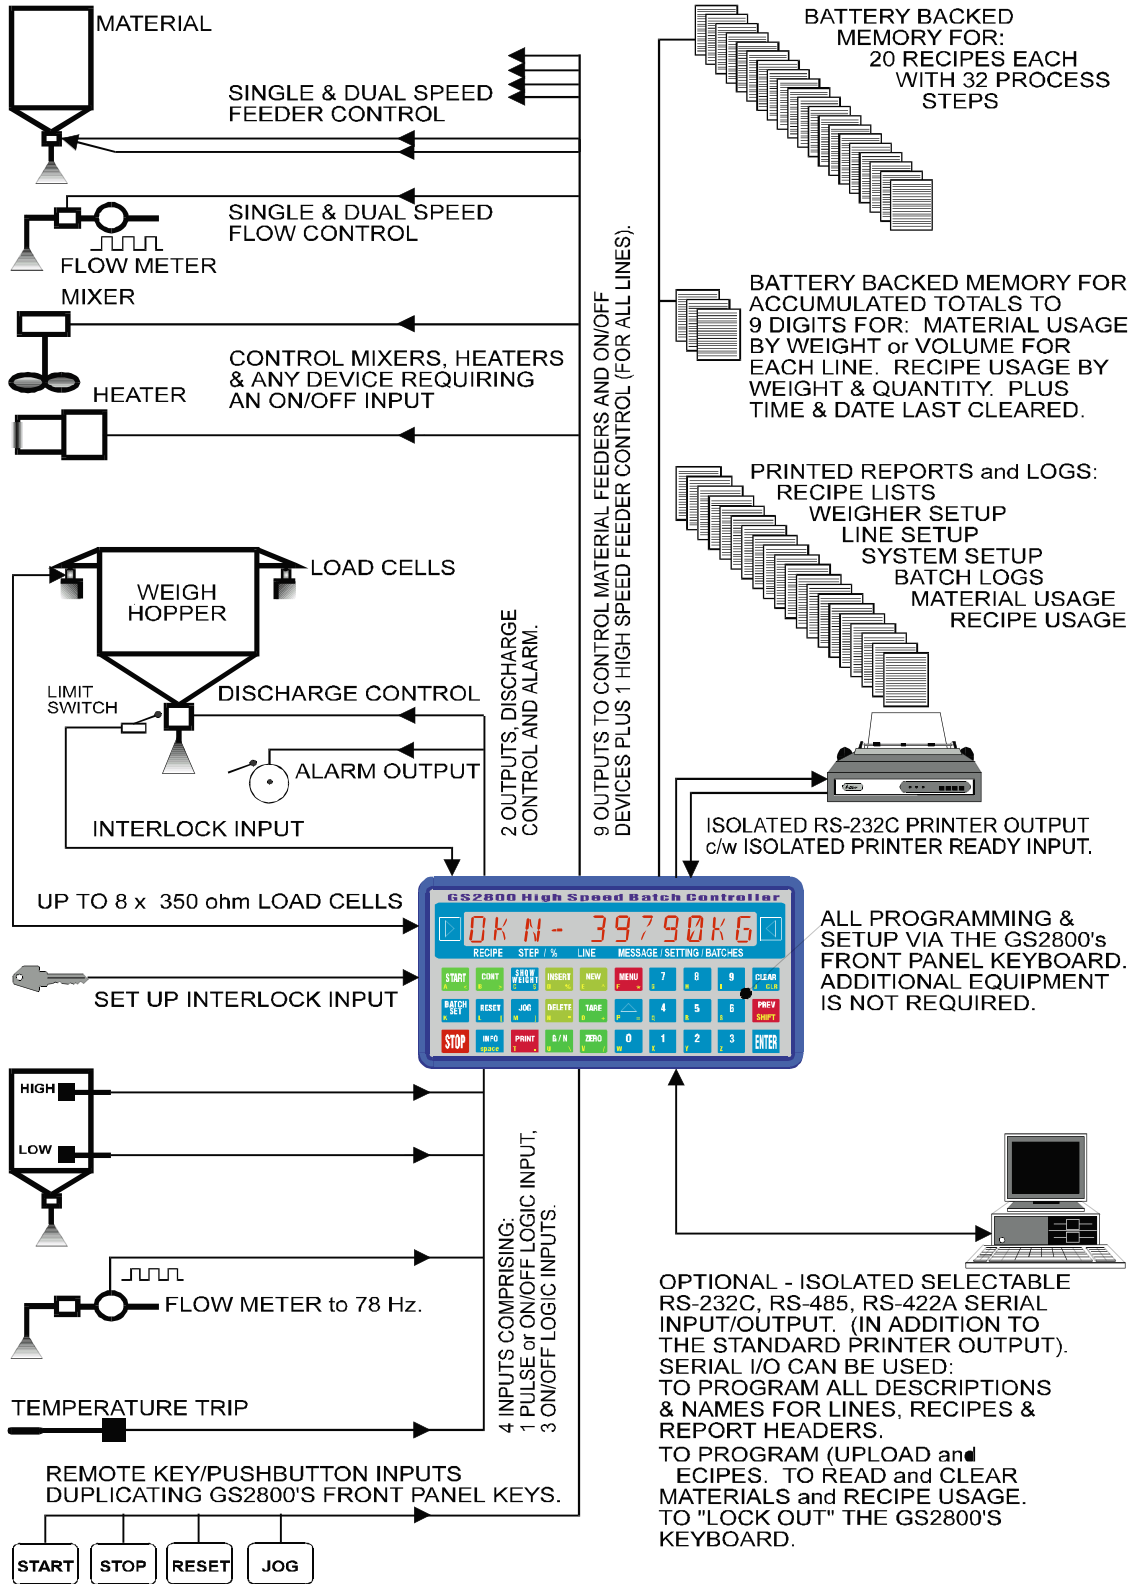 MATERIAL
SINGLE & DUAL SPEED
FEEDER CONTROL
SINGLE & DUAL SPEED
FLOW CONTROL
FLOW METER
MIXER
CONTROL MIXERS, HEATERS
& ANY DEVICE REQUIRING
AN ON/OFF INPUT
HEATER
BATTERY BACKED
MEMORY FOR:
20 RECIPES EACH
WITH 32 PROCESS
STEPS
BATTERY BACKED MEMORY FOR
ACCUMULATED TOTALS TO
9 DIGITS FOR: MATERIAL USAGE
BY WEIGHT or VOLUME FOR
EACH LINE. RECIPE USAGE BY
WEIGHT & QUANTITY. PLUS
TIME & DATE LAST CLEARED.
9 OUTPUTS TO CONTROL MATERIAL FEEDERS AND ON/OFF
DEVICES PLUS 1 HIGH SPEED FEEDER CONTROL (FOR ALL LINES).
PRINTED REPORTS and LOGS:
RECIPE LISTS
WEIGHER SETUP
LINE SETUP
SYSTEM SETUP
BATCH LOGS
MATERIAL USAGE
RECIPE USAGE
LOAD CELLS
WEIGH
HOPPER
LIMIT
SWITCH
DISCHARGE CONTROL
ALARM OUTPUT
INTERLOCK INPUT
2 OUTPUTS, DISCHARGE
CONTROL AND ALARM.
ISOLATED RS-232C PRINTER OUTPUT
c/w ISOLATED PRINTER READY INPUT.
UP TO 8 x 350 ohm LOAD CELLS
SET UP INTERLOCK INPUT
GS2800 High Speed Batch Controller
OK N- 39790KG
RECIPE STEP / % LINE MESSAGE / SETTING / BATCHES
START CONT SHOW WEIGHT INSERT NEW MENU 7 8 9 CLEAR
BATCH SET RESET JOG DELETE TARE 4 5 6 PREV SHIFT
STOP INFO space PRINT G / N ZERO 0 1 2 3 ENTER
ALL PROGRAMMING &
SETUP VIA THE GS2800's
FRONT PANEL KEYBOARD.
ADDITIONAL EQUIPMENT
IS NOT REQUIRED.
HIGH
LOW
FLOW METER to 78 Hz.
TEMPERATURE TRIP
4 INPUTS COMPRISING:
1 PULSE or ON/OFF LOGIC INPUT,
3 ON/OFF LOGIC INPUTS.
REMOTE KEY/PUSHBUTTON INPUTS
DUPLICATING GS2800'S FRONT PANEL KEYS.
START STOP RESET JOG
OPTIONAL - ISOLATED SELECTABLE
RS-232C, RS-485, RS-422A SERIAL
INPUT/OUTPUT. (IN ADDITION TO
THE STANDARD PRINTER OUTPUT).
SERIAL I/O CAN BE USED:
TO PROGRAM ALL DESCRIPTIONS
& NAMES FOR LINES, RECIPES &
REPORT HEADERS.
TO PROGRAM (UPLOAD and
ECIPES. TO READ and CLEAR
MATERIALS and RECIPE USAGE.
TO "LOCK OUT" THE GS2800'S
KEYBOARD.